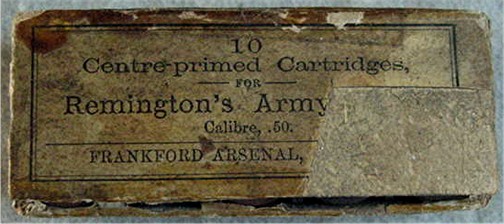 10
Centre-primed Cartridges,
FOR
Remington's Army
Calibre, .50.
FRANKFORD ARSENAL,